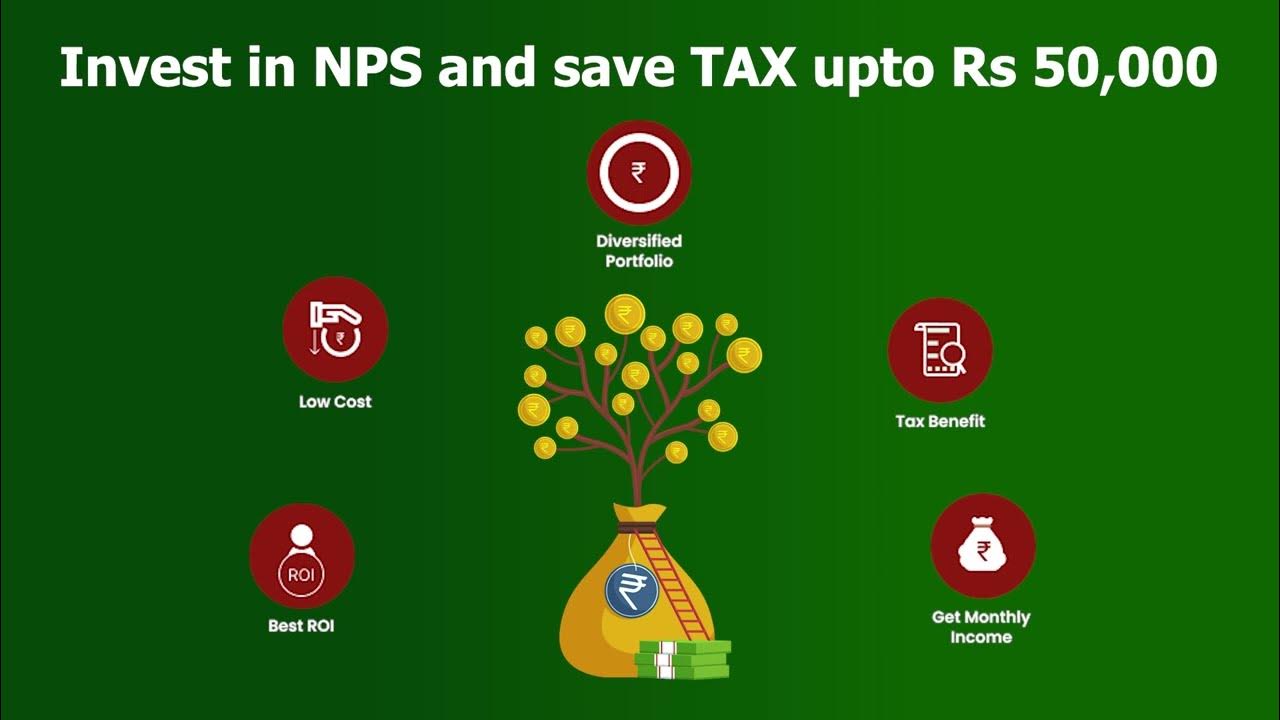 Invest in NPS and save TAX upto Rs 50,000
₹
Diversified
Portfolio
₹
Low Cost
Tax Benefit
ROI
Best ROI
₹
₹
Get Monthly
Income